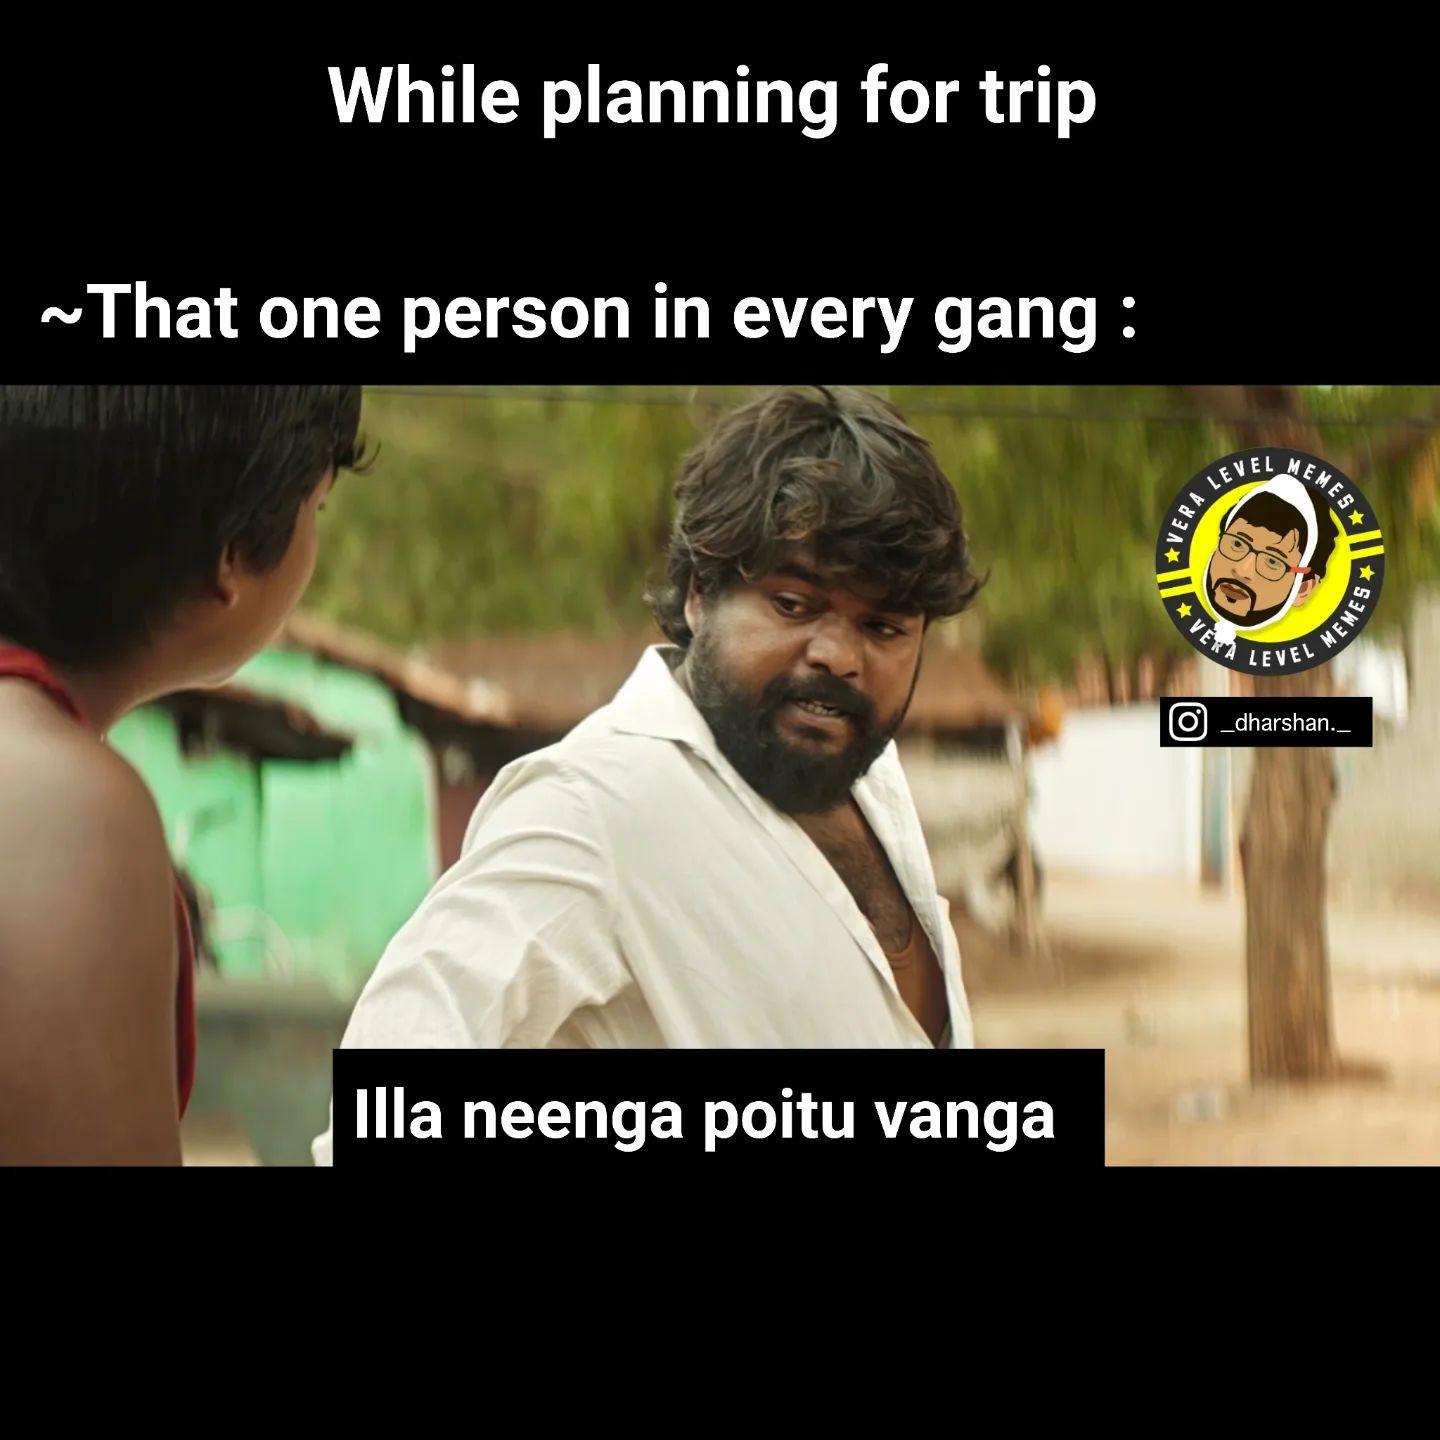 While planning for trip
~That one person in every gang :
VERA LEVEL MEMES
VERA LEVEL MEMES
_dharshan._
Illa neenga poitu vanga